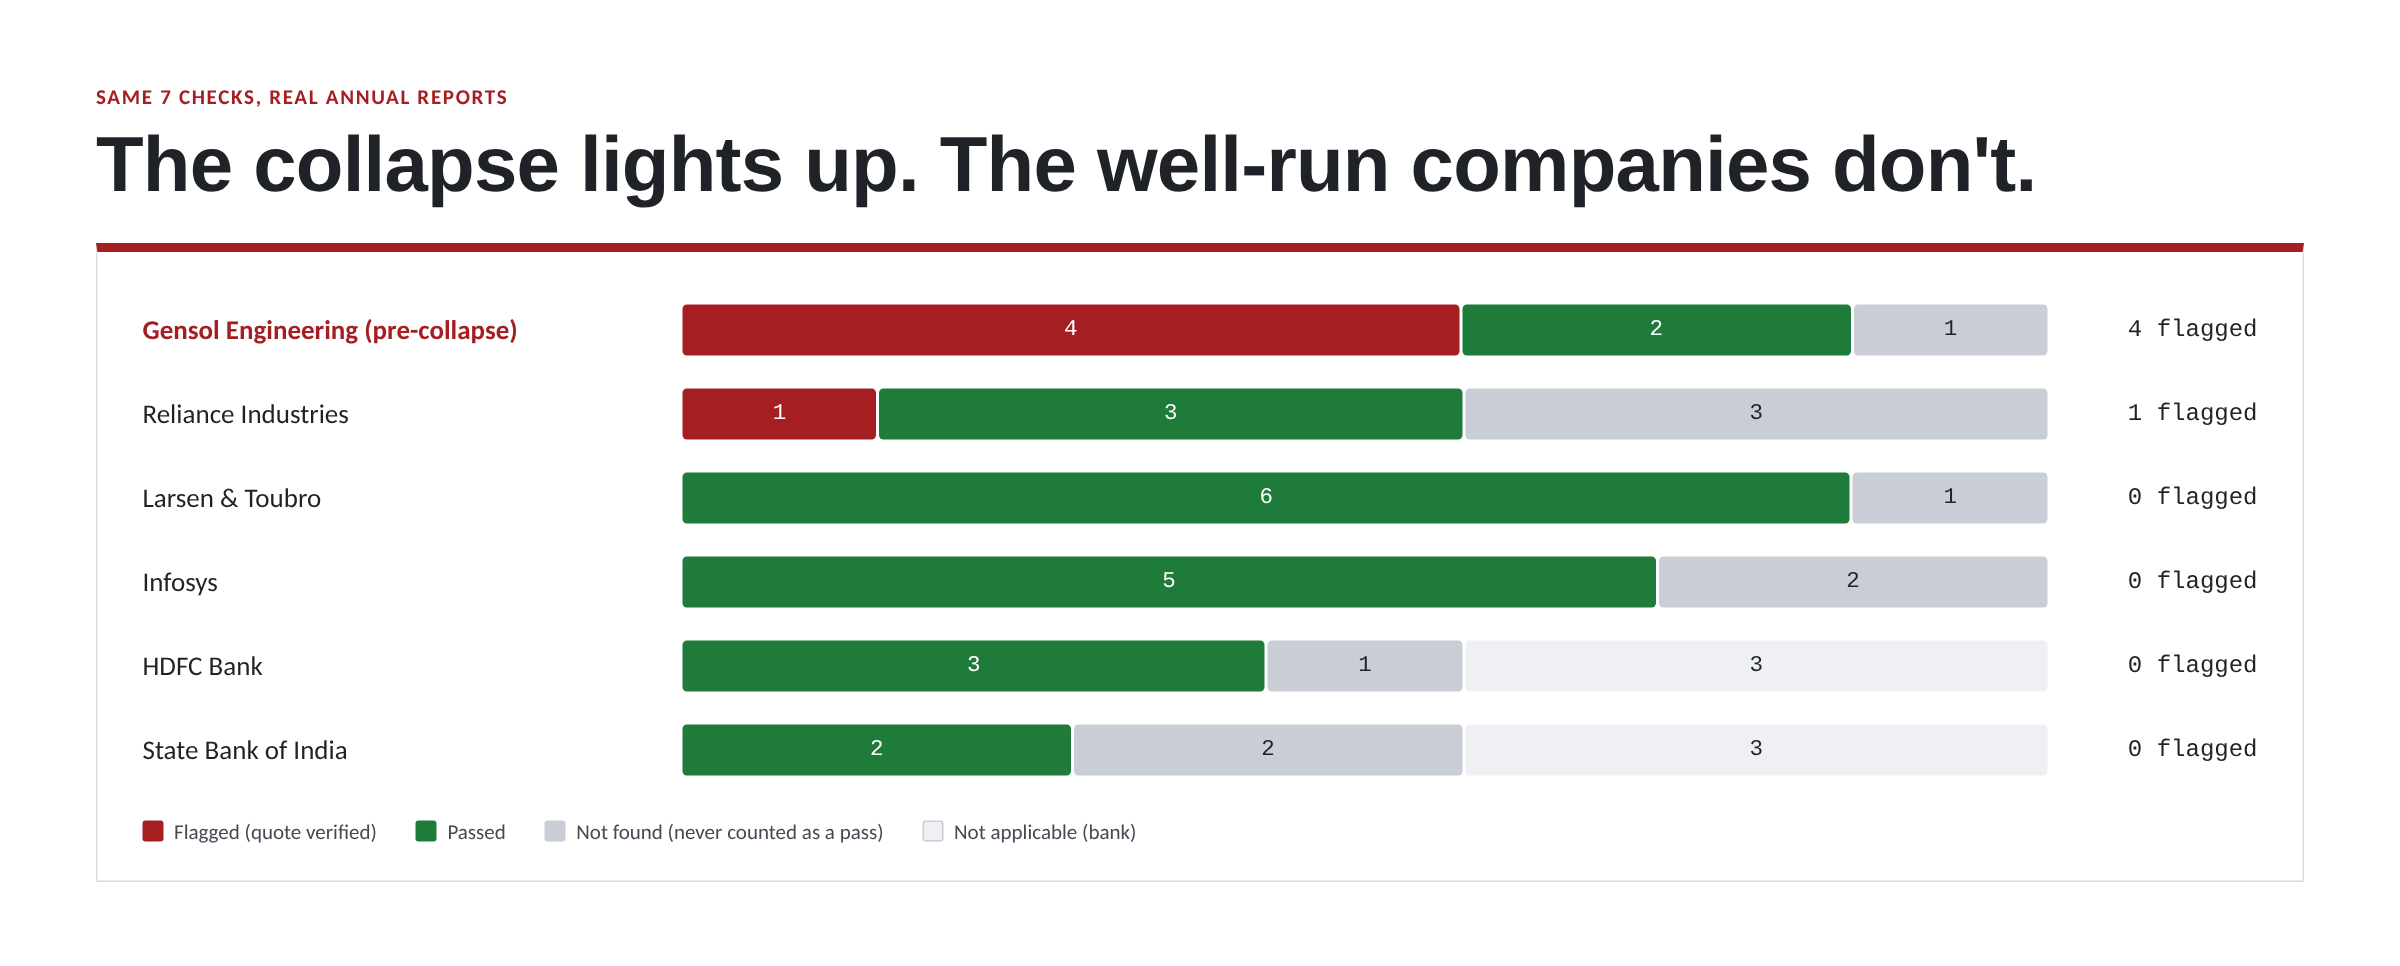 SAME 7 CHECKS, REAL ANNUAL REPORTS
The collapse lights up. The well-run companies don't.
Gensol Engineering (pre-collapse) 4 2 1 4 flagged
Reliance Industries 1 3 3 1 flagged
Larsen & Toubro 6 1 0 flagged
Infosys 5 2 0 flagged
HDFC Bank 3 1 3 0 flagged
State Bank of India 2 2 3 0 flagged
Flagged (quote verified) Passed Not found (never counted as a pass) Not applicable (bank)